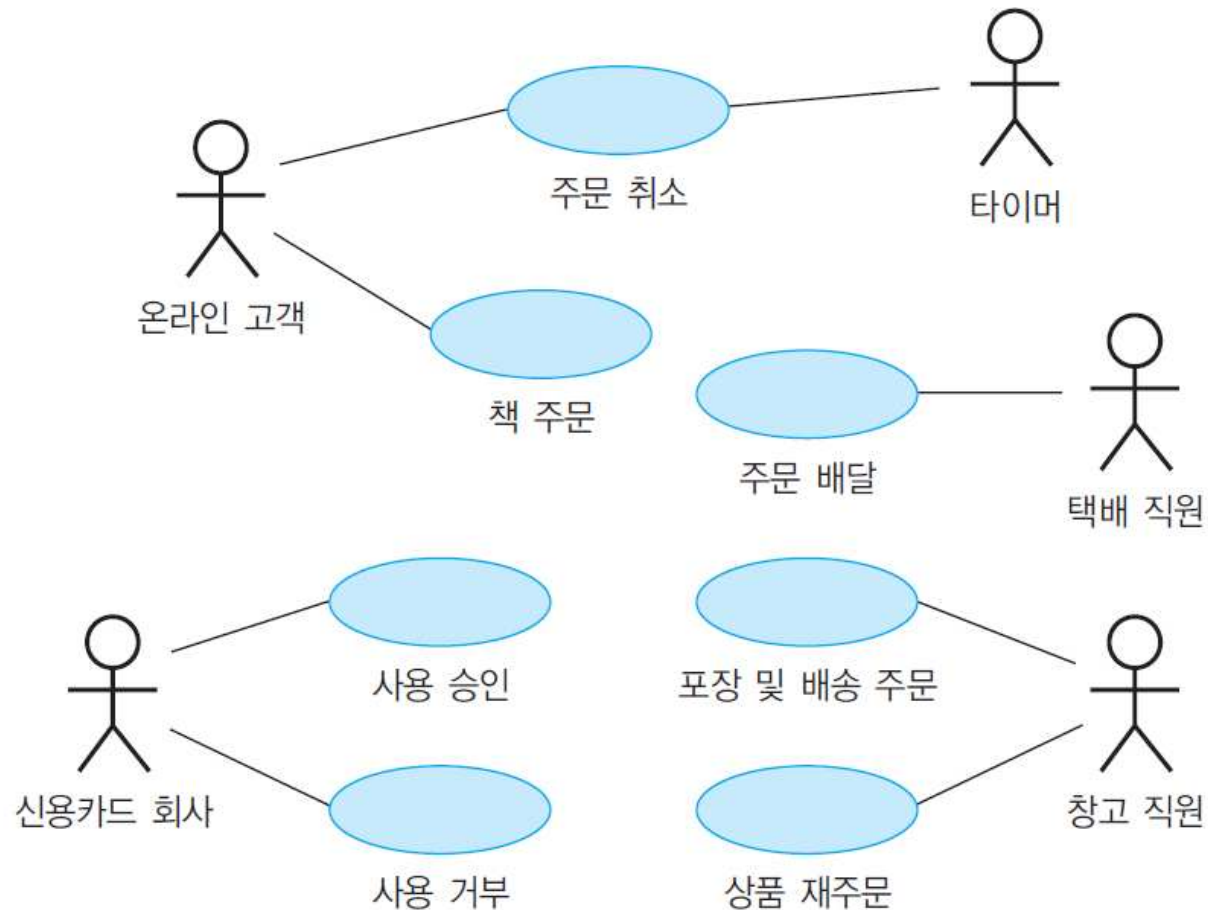 주문 취소
타이머
온라인 고객
책 주문
주문 배달
택배 직원
사용 승인
포장 및 배송 주문
신용카드 회사
창고 직원
사용 거부
상품 재주문